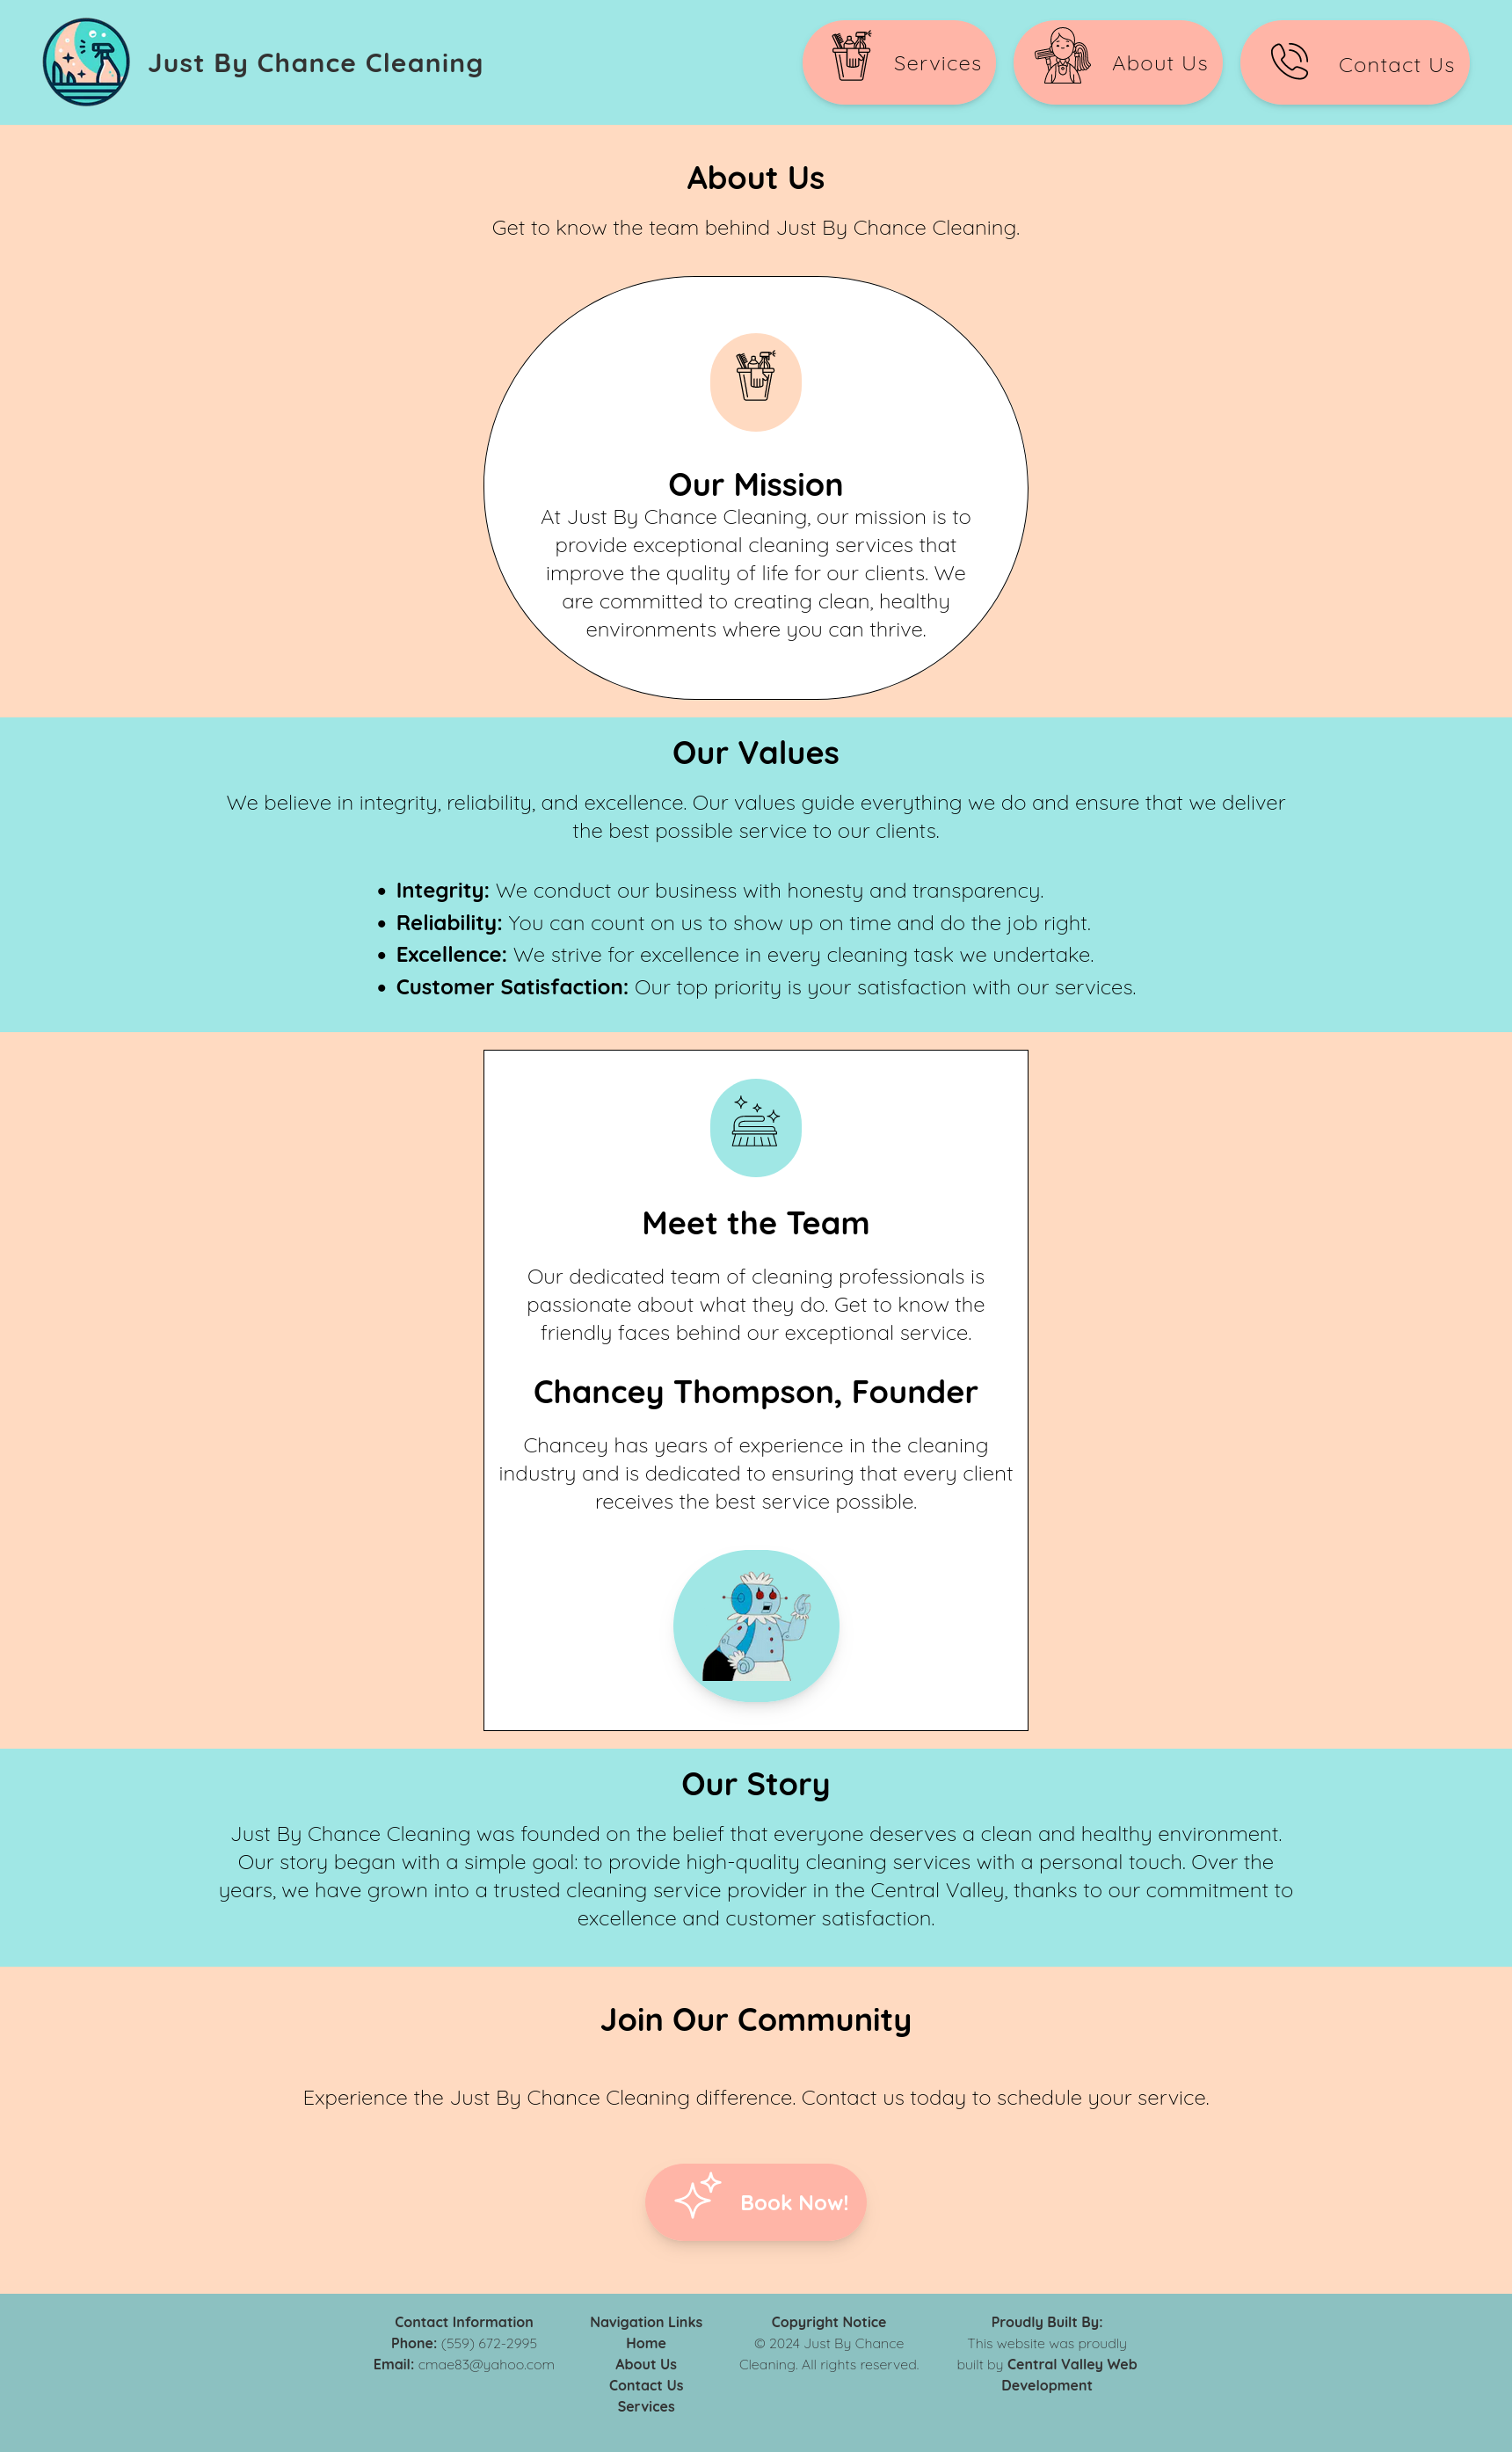 Just By Chance Cleaning
Services
About Us
Contact Us
About Us
Get to know the team behind Just By Chance Cleaning.
Our Mission
At Just By Chance Cleaning, our mission is to
provide exceptional cleaning services that
improve the quality of life for our clients. We
are committed to creating clean, healthy
environments where you can thrive.
Our Values
We believe in integrity, reliability, and excellence. Our values guide everything we do and ensure that we deliver
the best possible service to our clients.
• Integrity: We conduct our business with honesty and transparency.
• Reliability: You can count on us to show up on time and do the job right.
• Excellence: We strive for excellence in every cleaning task we undertake.
• Customer Satisfaction: Our top priority is your satisfaction with our services.
Meet the Team
Our dedicated team of cleaning professionals is
passionate about what they do. Get to know the
friendly faces behind our exceptional service.
Chancey Thompson, Founder
Chancey has years of experience in the cleaning
industry and is dedicated to ensuring that every client
receives the best service possible.
Our Story
Just By Chance Cleaning was founded on the belief that everyone deserves a clean and healthy environment.
Our story began with a simple goal: to provide high-quality cleaning services with a personal touch. Over the
years, we have grown into a trusted cleaning service provider in the Central Valley, thanks to our commitment to
excellence and customer satisfaction.
Join Our Community
Experience the Just By Chance Cleaning difference. Contact us today to schedule your service.
Book Now!
Contact Information
Phone: (559) 672-2995
Email: cmae83@yahoo.com
Navigation Links
Home
About Us
Contact Us
Services
Copyright Notice
© 2024 Just By Chance
Cleaning. All rights reserved.
Proudly Built By:
This website was proudly
built by Central Valley Web
Development